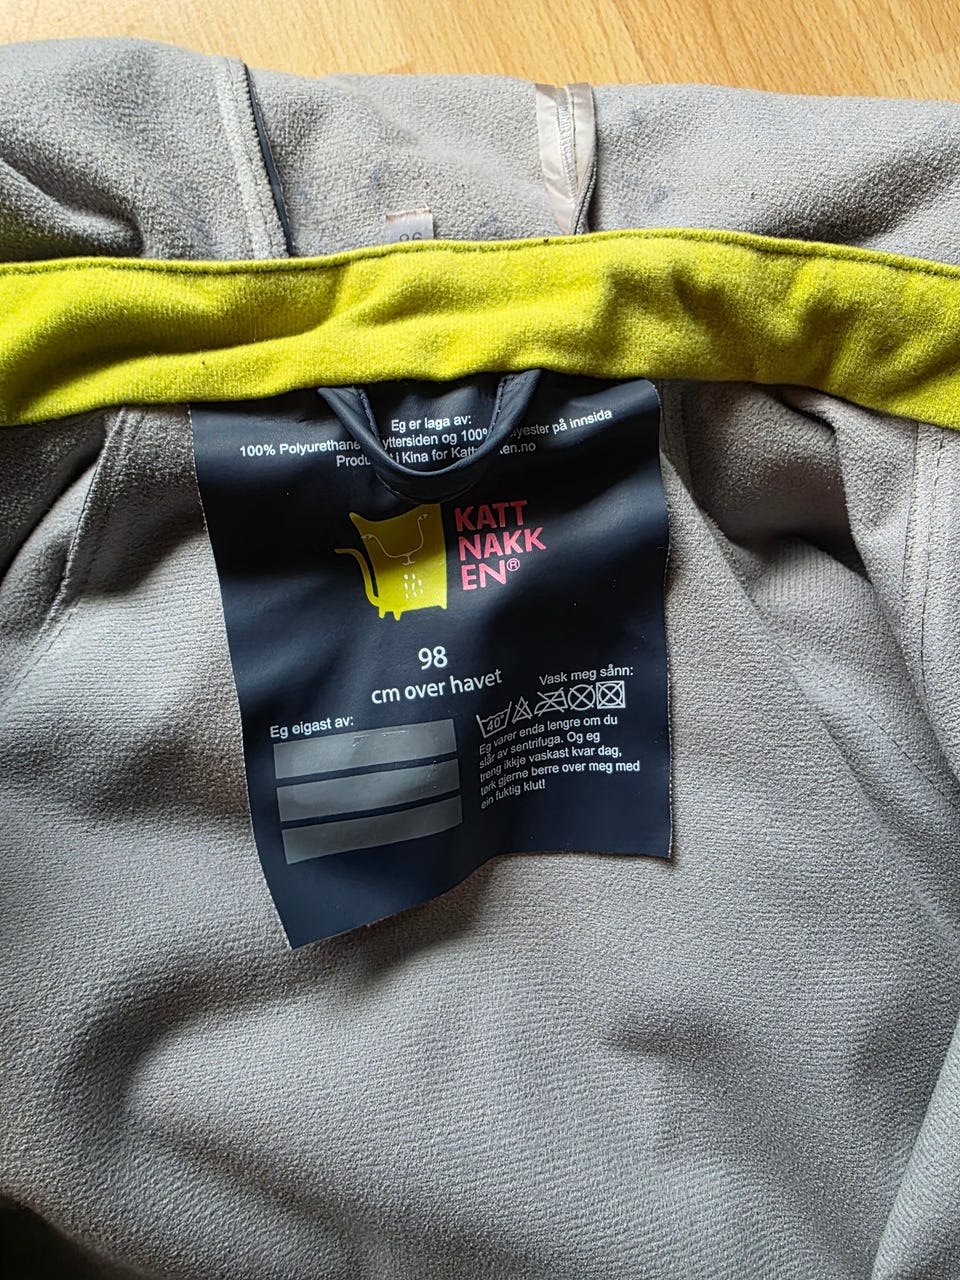 Eg er laga av:
100% Polyurethane yttersiden og 100% på innsida
i Kina for
KATT
NAKK
EN®
98
cm over havet
Eg eigast av:
Vask meg sånn:
40°
Eg varer enda lengre om du
slår av sentrifuga. Og eg
treng ikkje vaskast kvar dag,
tørk gjerne berre over meg med
ein fuktig klut!